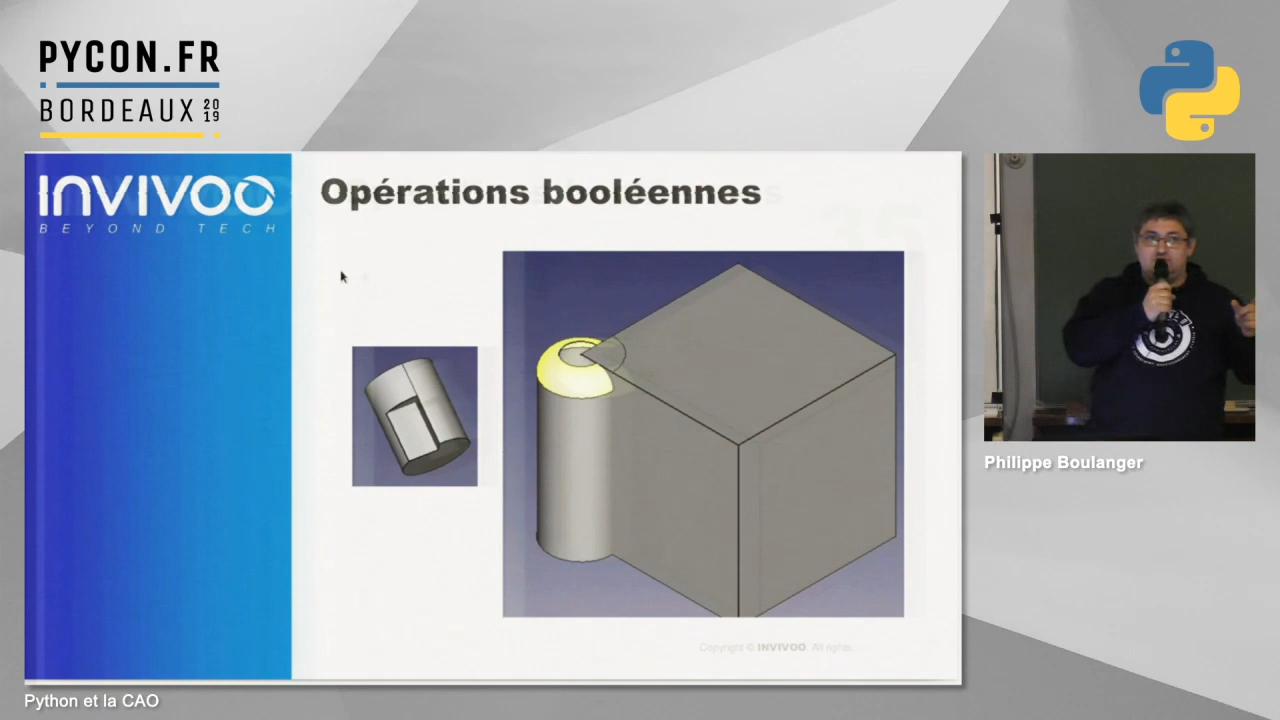 PYCON.FR
BORDEAUX 2019
INVIVOO
BEYOND TECH
Opérations booléennes
35
Copyright © INVIVOO. All rights
Philippe Boulanger
Python et la CAO